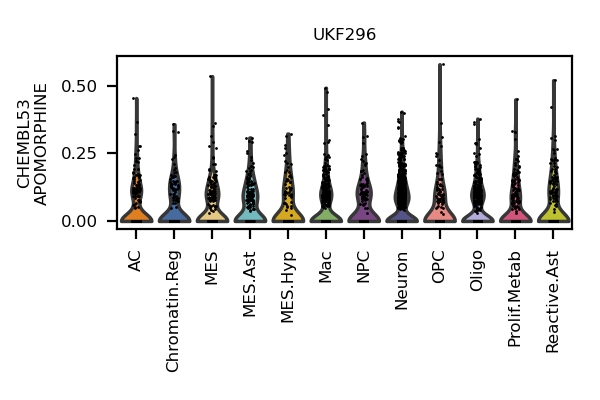 UKF296
CHEMBL53
APOMORPHINE
0.50
0.25
0.00
AC
Chromatin.Reg
MES
MES.Ast
MES.Hyp
Mac
NPC
Neuron
OPC
Oligo
Prolif.Metab
Reactive.Ast